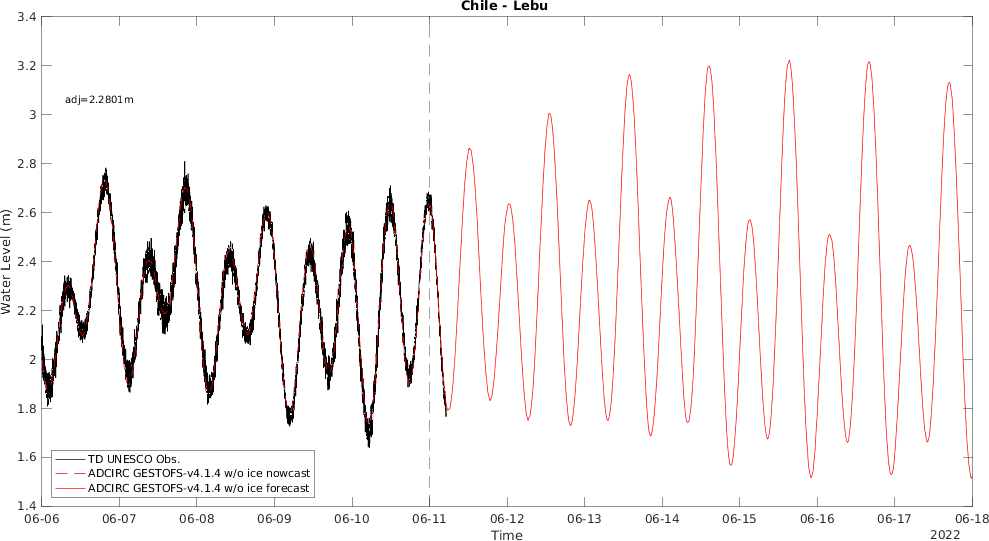 Chile - Lebu
3.4
3.2
3
2.8
2.6
2.4
2.2
2
1.8
1.6
1.4
Water Level (m)
adj=2.2801m
TD UNESCO Obs.
ADCIRC GESTOFS-v4.1.4 w/o ice nowcast
ADCIRC GESTOFS-v4.1.4 w/o ice forecast
06-06 06-07 06-08 06-09 06-10 06-11 06-12 06-13 06-14 06-15 06-16 06-17 06-18
Time
2022